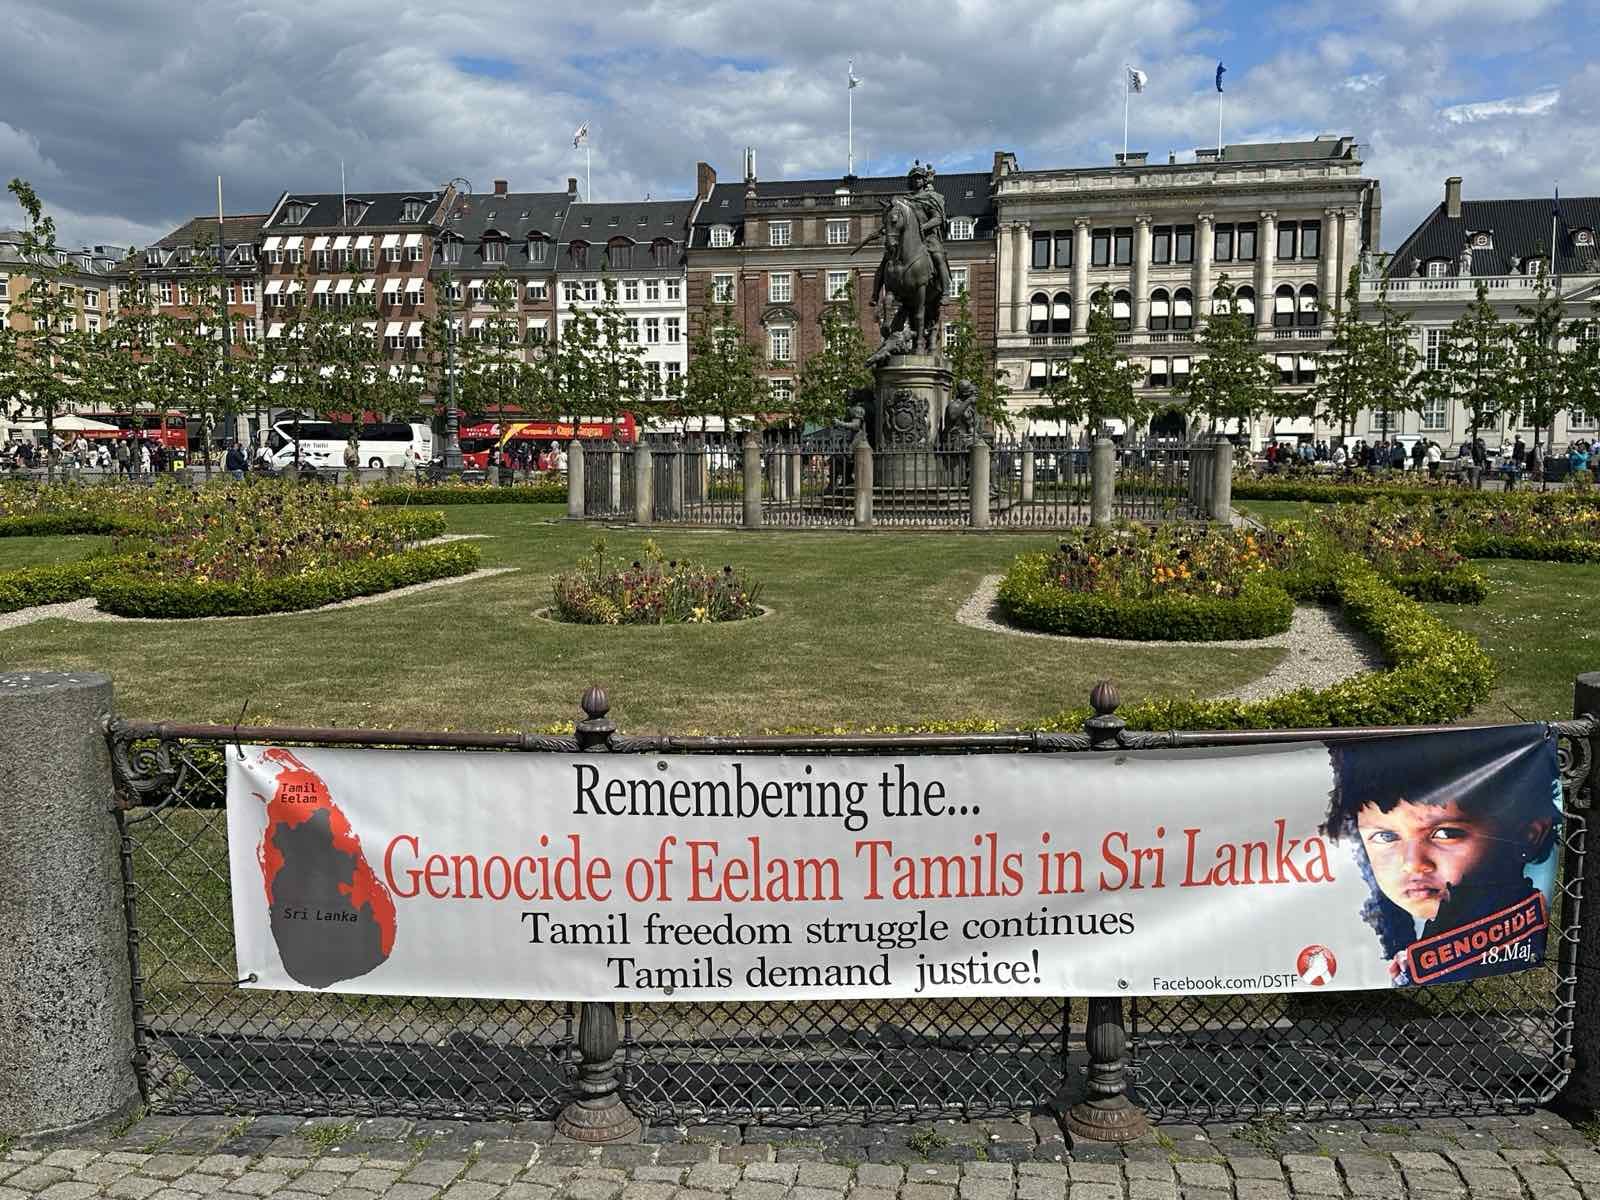 Remembering the...
Genocide of Eelam Tamils in Sri Lanka
Tamil freedom struggle continues
Tamils demand justice!
Tamil
Eelam
Sri Lanka
Facebook.com/DSTF
GENOCIDE
18.Maj.